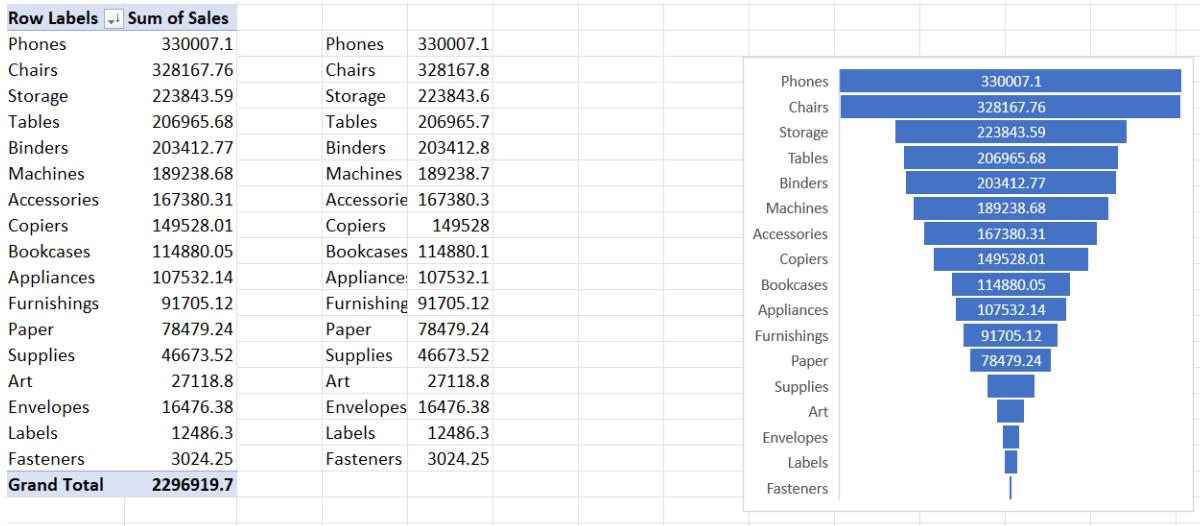 Row Labels Sum of Sales
Phones 330007.1 Phones 330007.1
Chairs 328167.76 Chairs 328167.8
Storage 223843.59 Storage 223843.6
Tables 206965.68 Tables 206965.7
Binders 203412.77 Binders 203412.8
Machines 189238.68 Machines 189238.7
Accessories 167380.31 Accessorie 167380.3
Copiers 149528.01 Copiers 149528
Bookcases 114880.05 Bookcases 114880.1
Appliances 107532.14 Appliances 107532.1
Furnishings 91705.12 Furnishing 91705.12
Paper 78479.24 Paper 78479.24
Supplies 46673.52 Supplies 46673.52
Art 27118.8 Art 27118.8
Envelopes 16476.38 Envelopes 16476.38
Labels 12486.3 Labels 12486.3
Fasteners 3024.25 Fasteners 3024.25
Grand Total 2296919.7
Phones 330007.1
Chairs 328167.76
Storage 223843.59
Tables 206965.68
Binders 203412.77
Machines 189238.68
Accessories 167380.31
Copiers 149528.01
Bookcases 114880.05
Appliances 107532.14
Furnishings 91705.12
Paper 78479.24
Supplies
Art
Envelopes
Labels
Fasteners